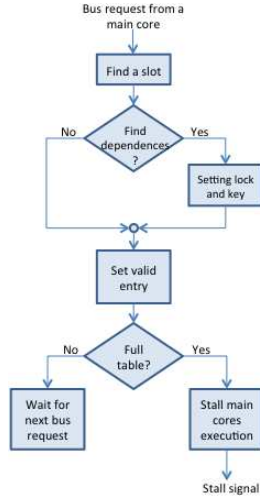 Bus request from a
main core
Find a slot
No
Find
dependences
?
Yes
Setting lock
and key
Set valid
entry
No
Full
table?
Yes
Wait for
next bus
request
Stall main
cores
execution
Stall signal